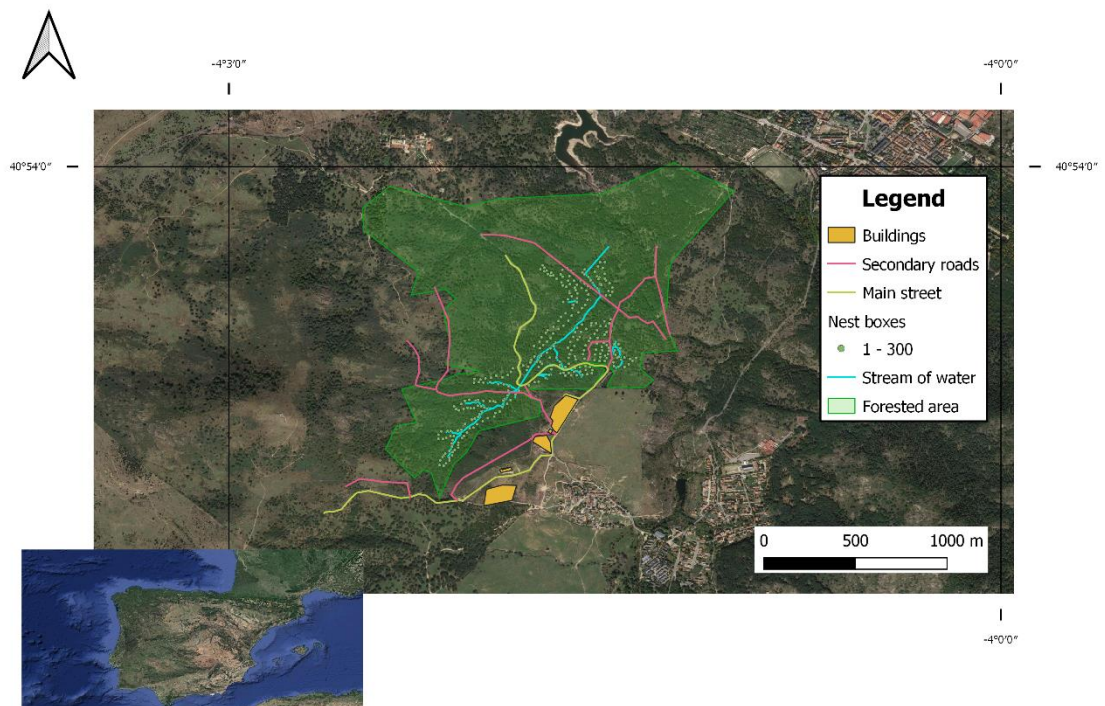 -4°3'0"
-4°0'0"
40°54'0"
40°54'0"
Legend
Buildings
Secondary roads
Main street
Nest boxes
1 - 300
Stream of water
Forested area
0 500 1000 m
-4°0'0"